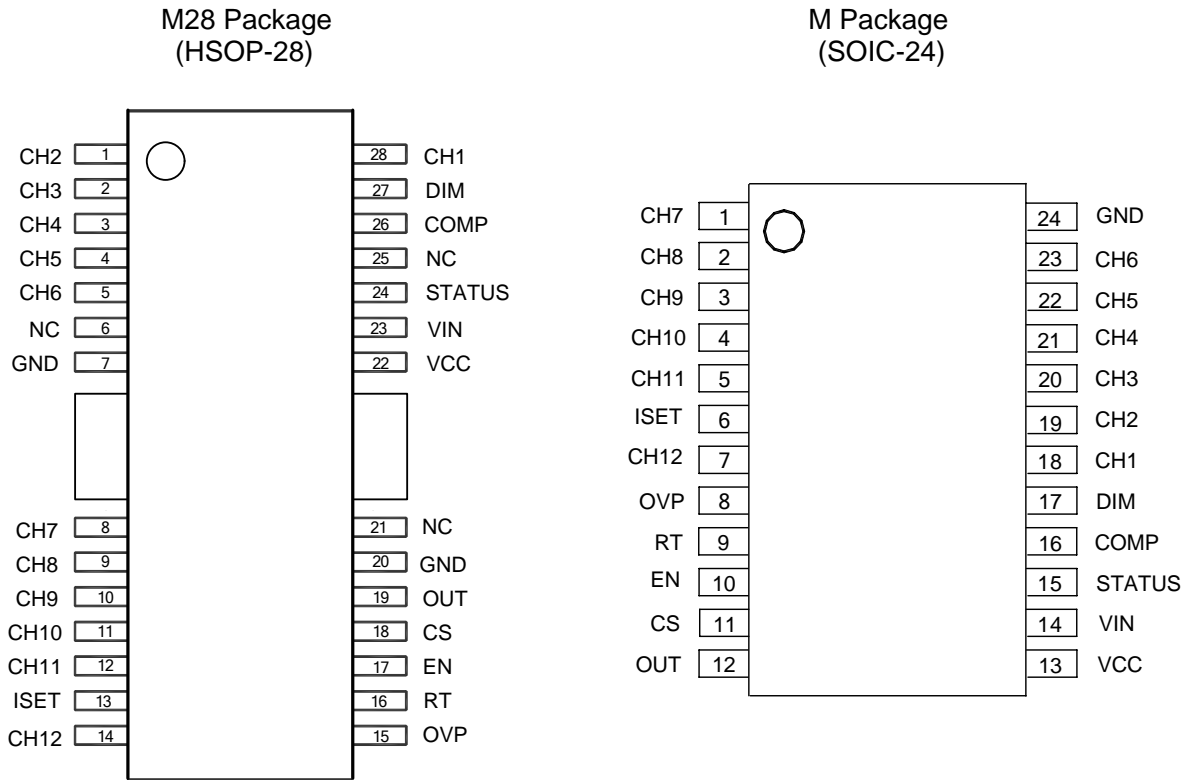 M28 Package
(HSOP-28)
CH2 1
CH3 2
CH4 3
CH5 4
CH6 5
NC 6
GND 7
CH7 8
CH8 9
CH9 10
CH10 11
CH11 12
ISET 13
CH12 14
28 CH1
27 DIM
26 COMP
25 NC
24 STATUS
23 VIN
22 VCC
21 NC
20 GND
19 OUT
18 CS
17 EN
16 RT
15 OVP
M Package
(SOIC-24)
CH7 1
CH8 2
CH9 3
CH10 4
CH11 5
ISET 6
CH12 7
OVP 8
RT 9
EN 10
CS 11
OUT 12
24 GND
23 CH6
22 CH5
21 CH4
20 CH3
19 CH2
18 CH1
17 DIM
16 COMP
15 STATUS
14 VIN
13 VCC